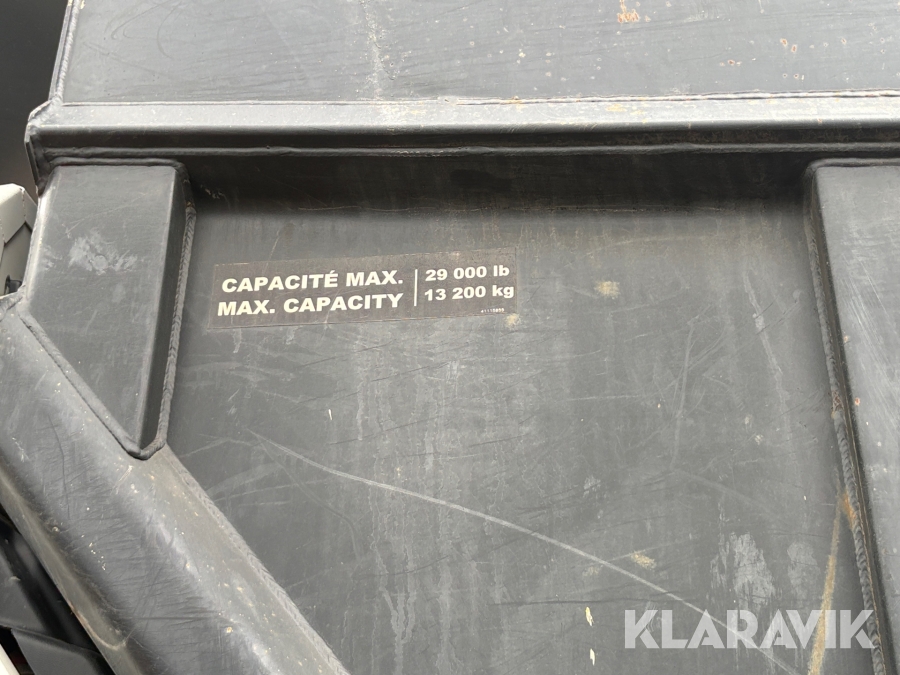 CAPACITÉ MAX. | 29 000 lb
MAX. CAPACITY | 13 200 kg
KLARAVIK